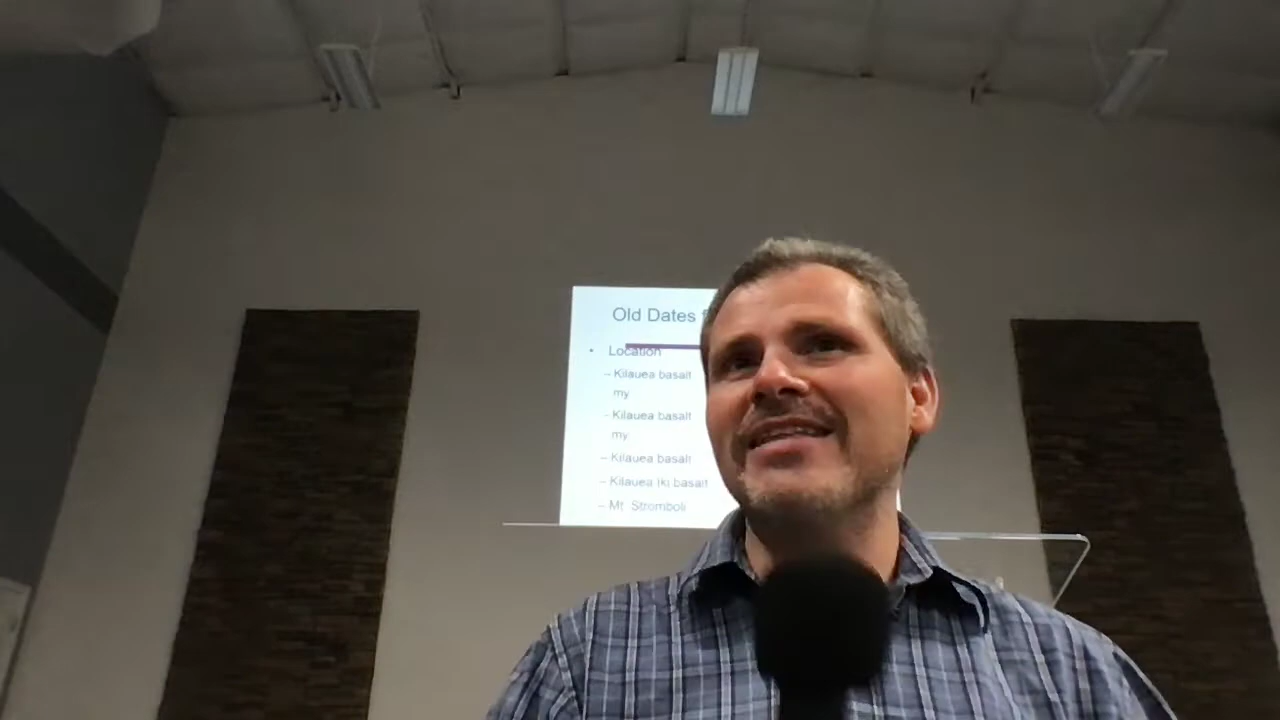 Old Dates f
• Location
– Kilauea basalt
my
– Kilauea basalt
my
– Kilauea basalt
– Kilauea Iki basalt
– Mt. Stromboli